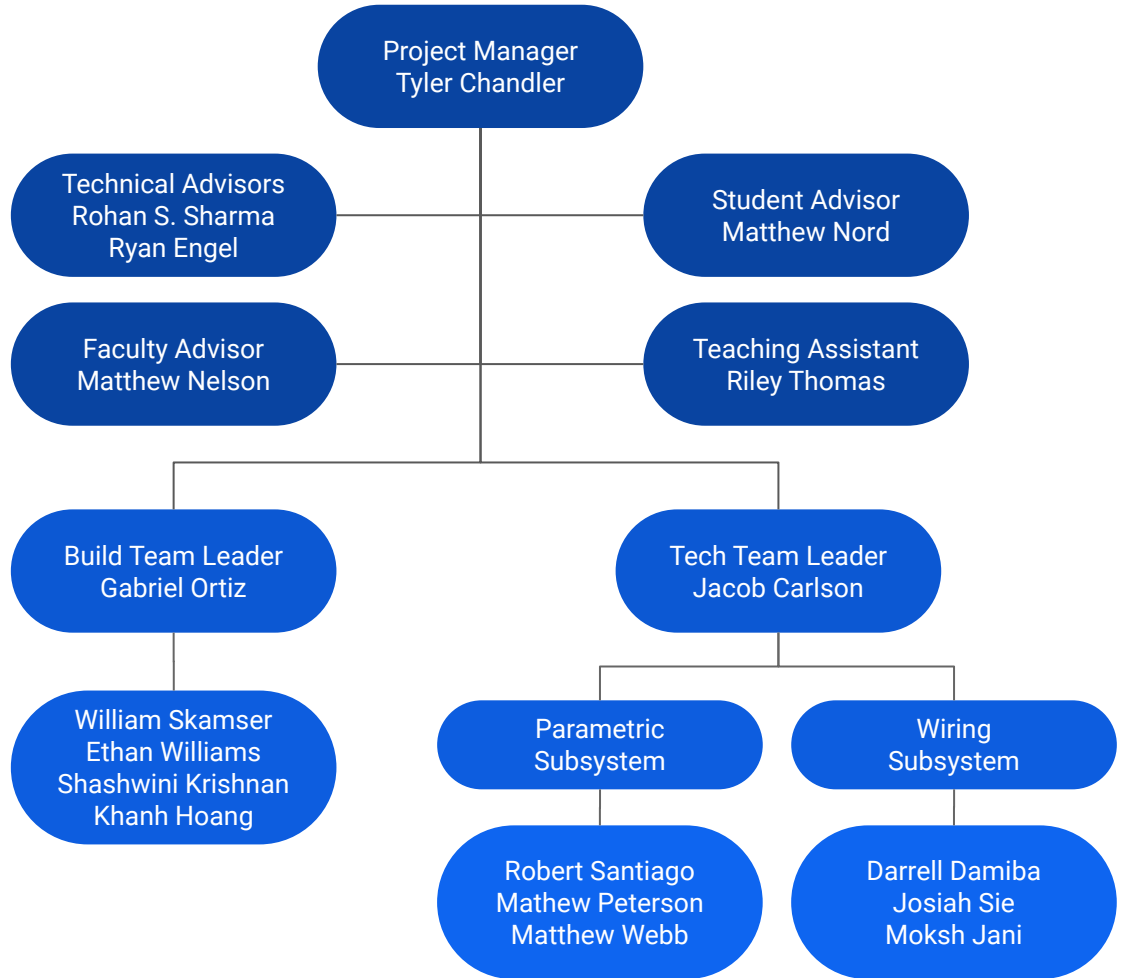 Project Manager
Tyler Chandler
Technical Advisors
Rohan S. Sharma
Ryan Engel
Student Advisor
Matthew Nord
Faculty Advisor
Matthew Nelson
Teaching Assistant
Riley Thomas
Build Team Leader
Gabriel Ortiz
Tech Team Leader
Jacob Carlson
William Skamser
Ethan Williams
Shashwini Krishnan
Khanh Hoang
Parametric
Subsystem
Wiring
Subsystem
Robert Santiago
Mathew Peterson
Matthew Webb
Darrell Damiba
Josiah Sie
Moksh Jani